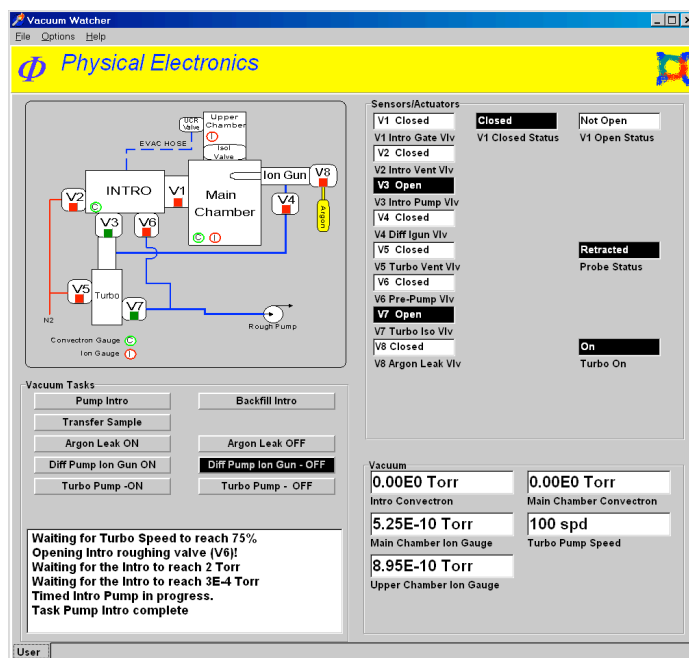 Vacuum Watcher
File Options Help
Φ Physical Electronics
UCR Valve
Upper Chamber
I
EVAC HOSE
Isol Valve
Ion Gun
V8
V2
INTRO
V1
Main Chamber
V4
Argon
C
V3
V6
C I
V5
Turbo
V7
N2
Rough Pump
Convectron Gauge C
Ion Gauge I
Sensors/Actuators
V1 Closed
Closed
Not Open
V1 Intro Gate Vlv
V1 Closed Status
V1 Open Status
V2 Closed
V2 Intro Vent Vlv
V3 Open
V3 Intro Pump Vlv
V4 Closed
V4 Diff Igun Vlv
V5 Closed
Retracted
V5 Turbo Vent Vlv
Probe Status
V6 Closed
V6 Pre-Pump Vlv
V7 Open
V7 Turbo Iso Vlv
V8 Closed
On
V8 Argon Leak Vlv
Turbo On
Vacuum Tasks
Pump Intro
Backfill Intro
Transfer Sample
Argon Leak ON
Argon Leak OFF
Diff Pump Ion Gun ON
Diff Pump Ion Gun - OFF
Turbo Pump -ON
Turbo Pump - OFF
Waiting for Turbo Speed to reach 75%
Opening Intro roughing valve (V6)!
Waiting for the Intro to reach 2 Torr
Waiting for the Intro to reach 3E-4 Torr
Timed Intro Pump in progress.
Task Pump Intro complete
Vacuum
0.00E0 Torr
0.00E0 Torr
Intro Convectron
Main Chamber Convectron
5.25E-10 Torr
100 spd
Main Chamber Ion Gauge
Turbo Pump Speed
8.95E-10 Torr
Upper Chamber Ion Gauge
User